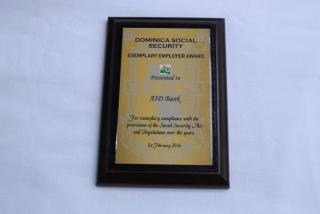 DOMINICA SOCIAL
SECURITY
EXEMPLARY EMPLOYER AWARD
Presented to
AID Bank
For exemplary compliance with the
provisions of the Social Security Act
and Regulations over the years.
1st February 2016